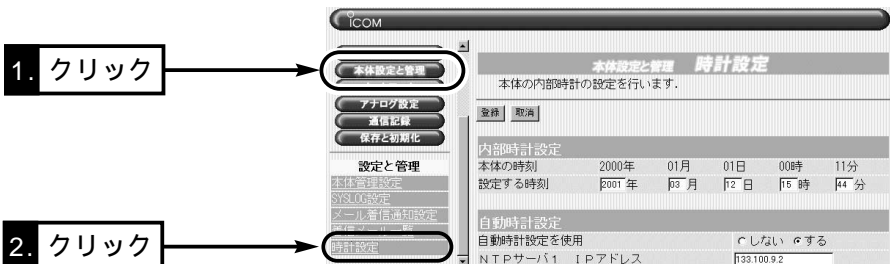 ICOM
1. クリック
本体設定と管理
アナログ設定
通信記録
保存と初期化
設定と管理
本体管理設定
SYSLOG設定
メール着信通知設定
着信メール一覧
時計設定
2. クリック
本体設定と管理 時計設定
本体の内部時計の設定を行います.
登録 取消
内部時計設定
本体の時刻 2000年 01月 01日 00時 11分
設定する時刻 2001 年 03 月 12 日 15 時 44 分
自動時計設定
自動時計設定を使用 しない する
NTPサーバ1 IPアドレス 133.100.9.2